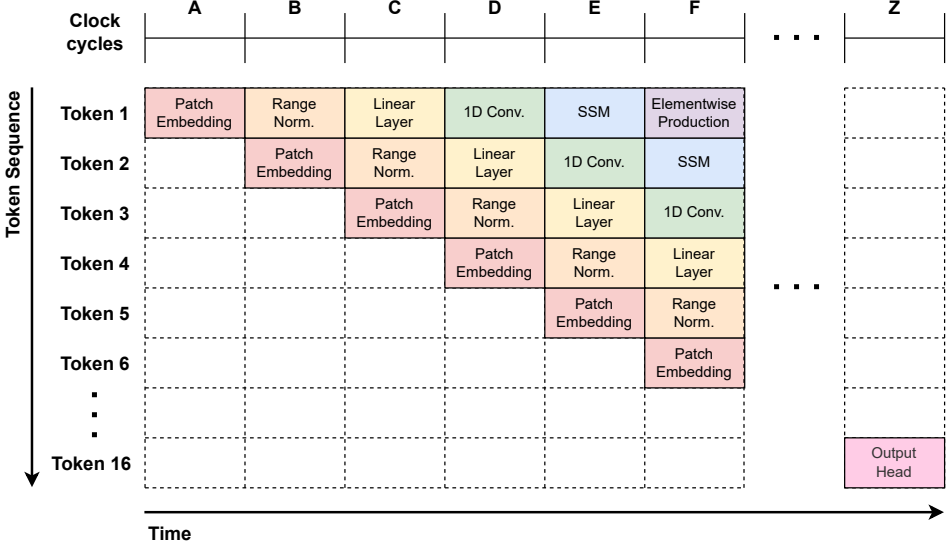 A B C D E F Z
Clock
cycles
. . .
Token Sequence
Token 1
Patch
Embedding
Range
Norm.
Linear
Layer
1D Conv.
SSM
Elementwise
Production
Token 2
Patch
Embedding
Range
Norm.
Linear
Layer
1D Conv.
SSM
Token 3
Patch
Embedding
Range
Norm.
Linear
Layer
1D Conv.
Token 4
Patch
Embedding
Range
Norm.
Linear
Layer
. . .
Token 5
Patch
Embedding
Range
Norm.
Token 6
Patch
Embedding
Token 16
Output
Head
Time